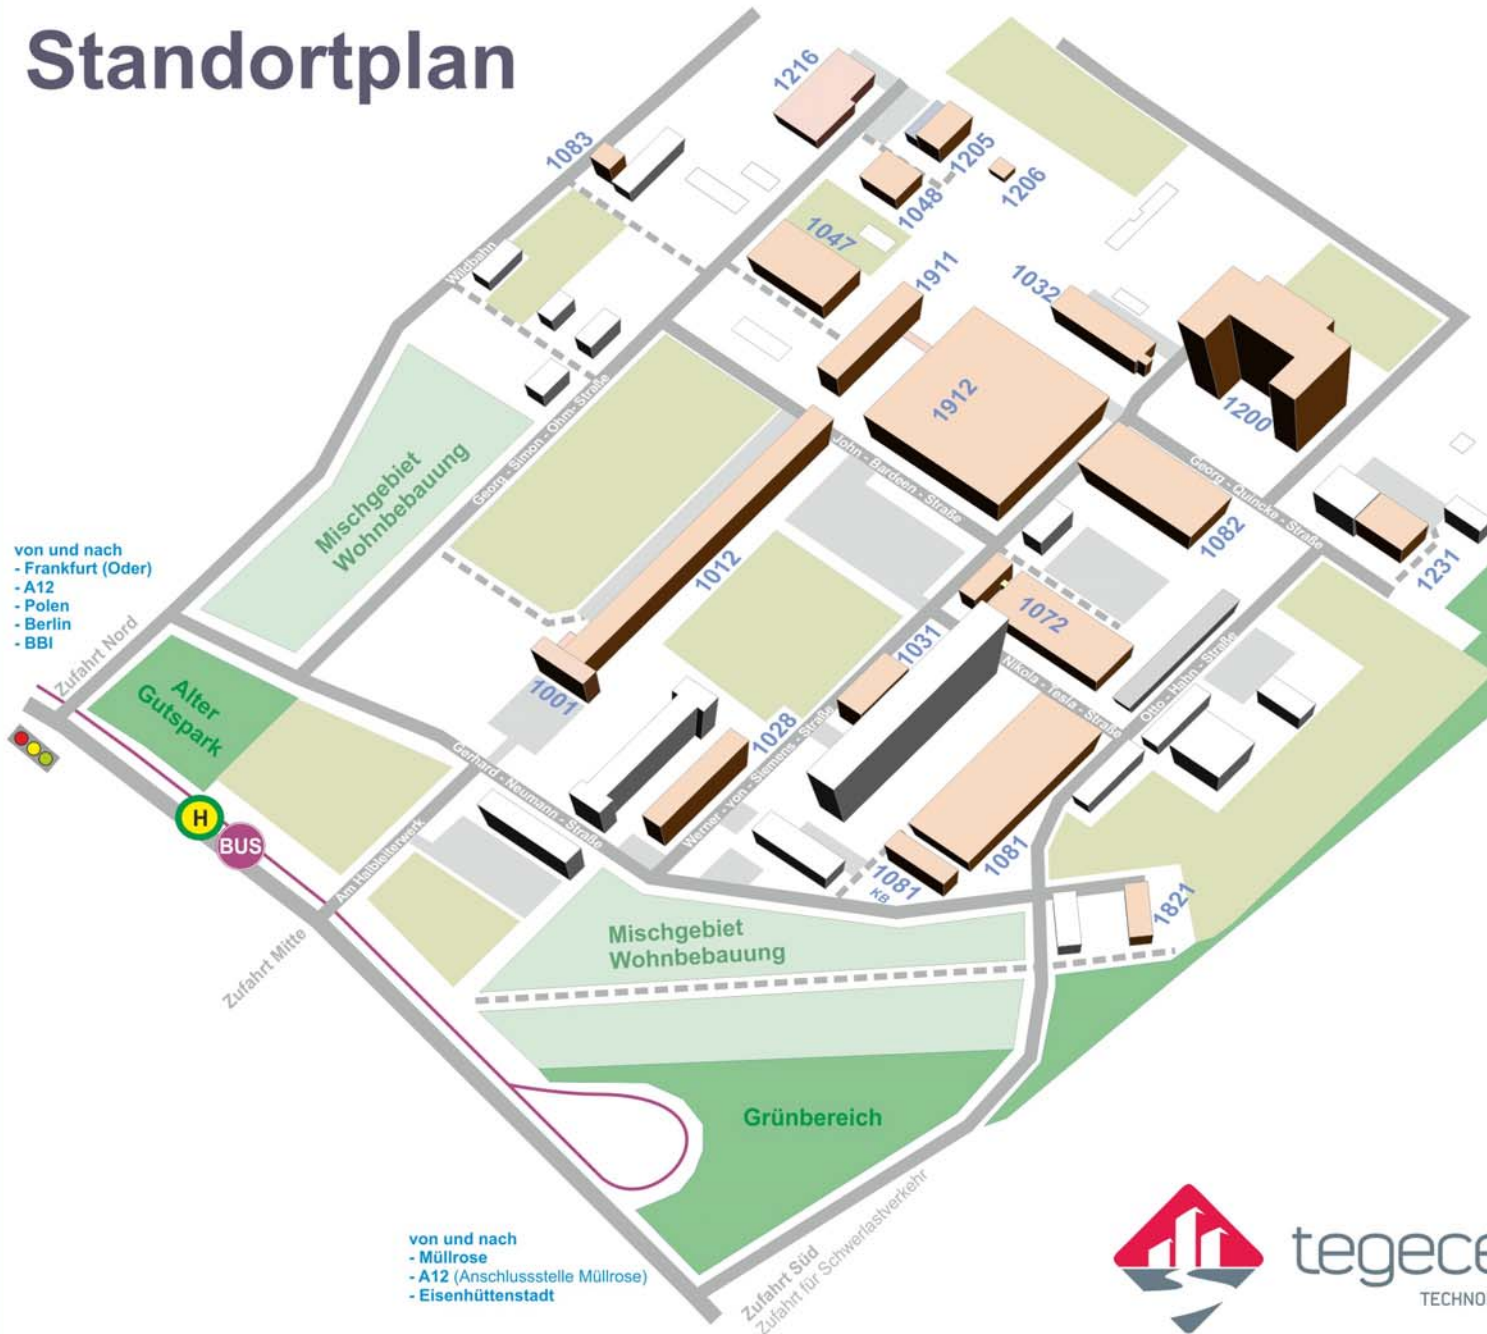 Standortplan
1216
1083
1205
1206
1048
1047
1911
1032
Wildbahn
1912
1200
Georg - Simon - Ohm- Straße
John - Bardeen - Straße
Georg - Quincke - Straße
Mischgebiet
Wohnbebauung
1082
1231
1012
von und nach
- Frankfurt (Oder)
- A12
- Polen
- Berlin
- BBI
Zufahrt Nord
1072
1031
Nikola - Tesla - Straße
Otto - Hahn - Straße
Alter
Gutspark
1001
1028
Gerhard - Neumann - Straße
Werner - von - Siemens - Straße
H
BUS
Am Halbleiterwerk
1081
1081
KB
1821
Mischgebiet
Wohnbebauung
Zufahrt Mitte
Grünbereich
von und nach
- Müllrose
- A12 (Anschlussstelle Müllrose)
- Eisenhüttenstadt
Zufahrt Süd
Zufahrt für Schwerlastverkehr
tegece
TECHNO